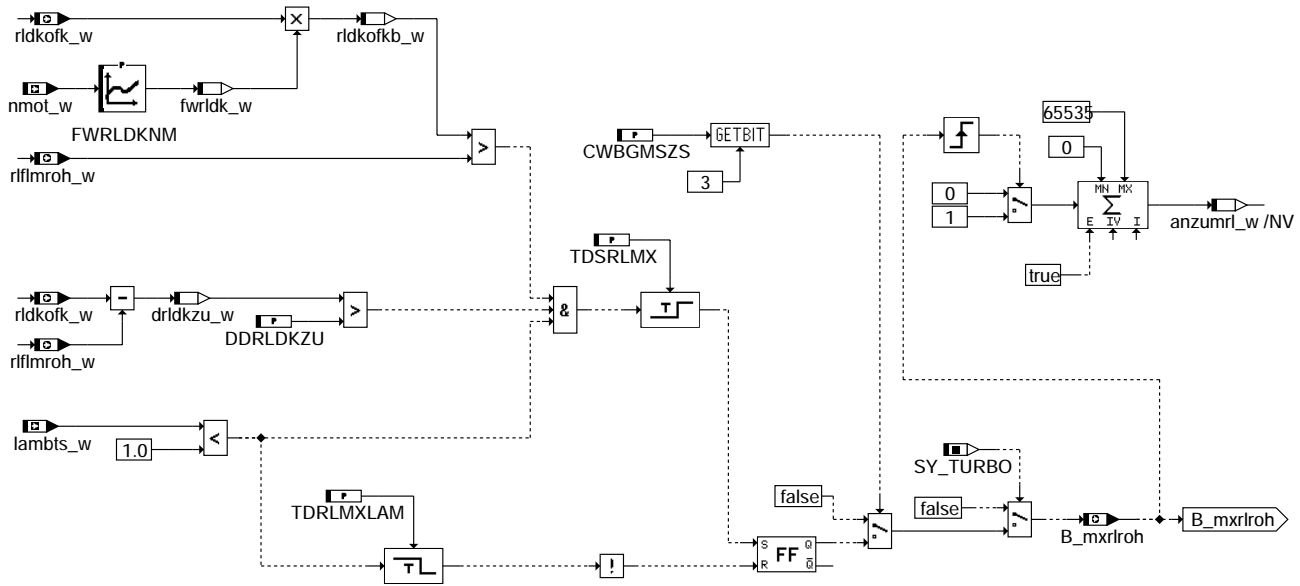 rldkofk_w
rldkofkb_w
nmot_w
P
fwrldk_w
FWRLDKNM
rlflmroh_w
>
P
CWBGMSZS
GETBIT
3
65535
0
MN MX
0
1
Σ
E IV I
anzumrl_w /NV
true
P
TDSRLMX
T
rldkofk_w
−
drldkzu_w
>
P
DDRLDKZU
&
rlflmroh_w
lambts_w
1.0
<
P
TDRLMXLAM
T
!
S Q
FF
R Q̅
false
SY_TURBO
false
B_mxrlroh
B_mxrlroh